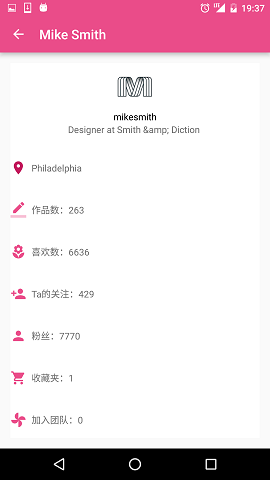 19:37
Mike Smith
mikesmith
Designer at Smith &amp; Diction
Philadelphia
作品数：263
喜欢数：6636
Ta的关注：429
粉丝：7770
收藏夹：1
加入团队：0